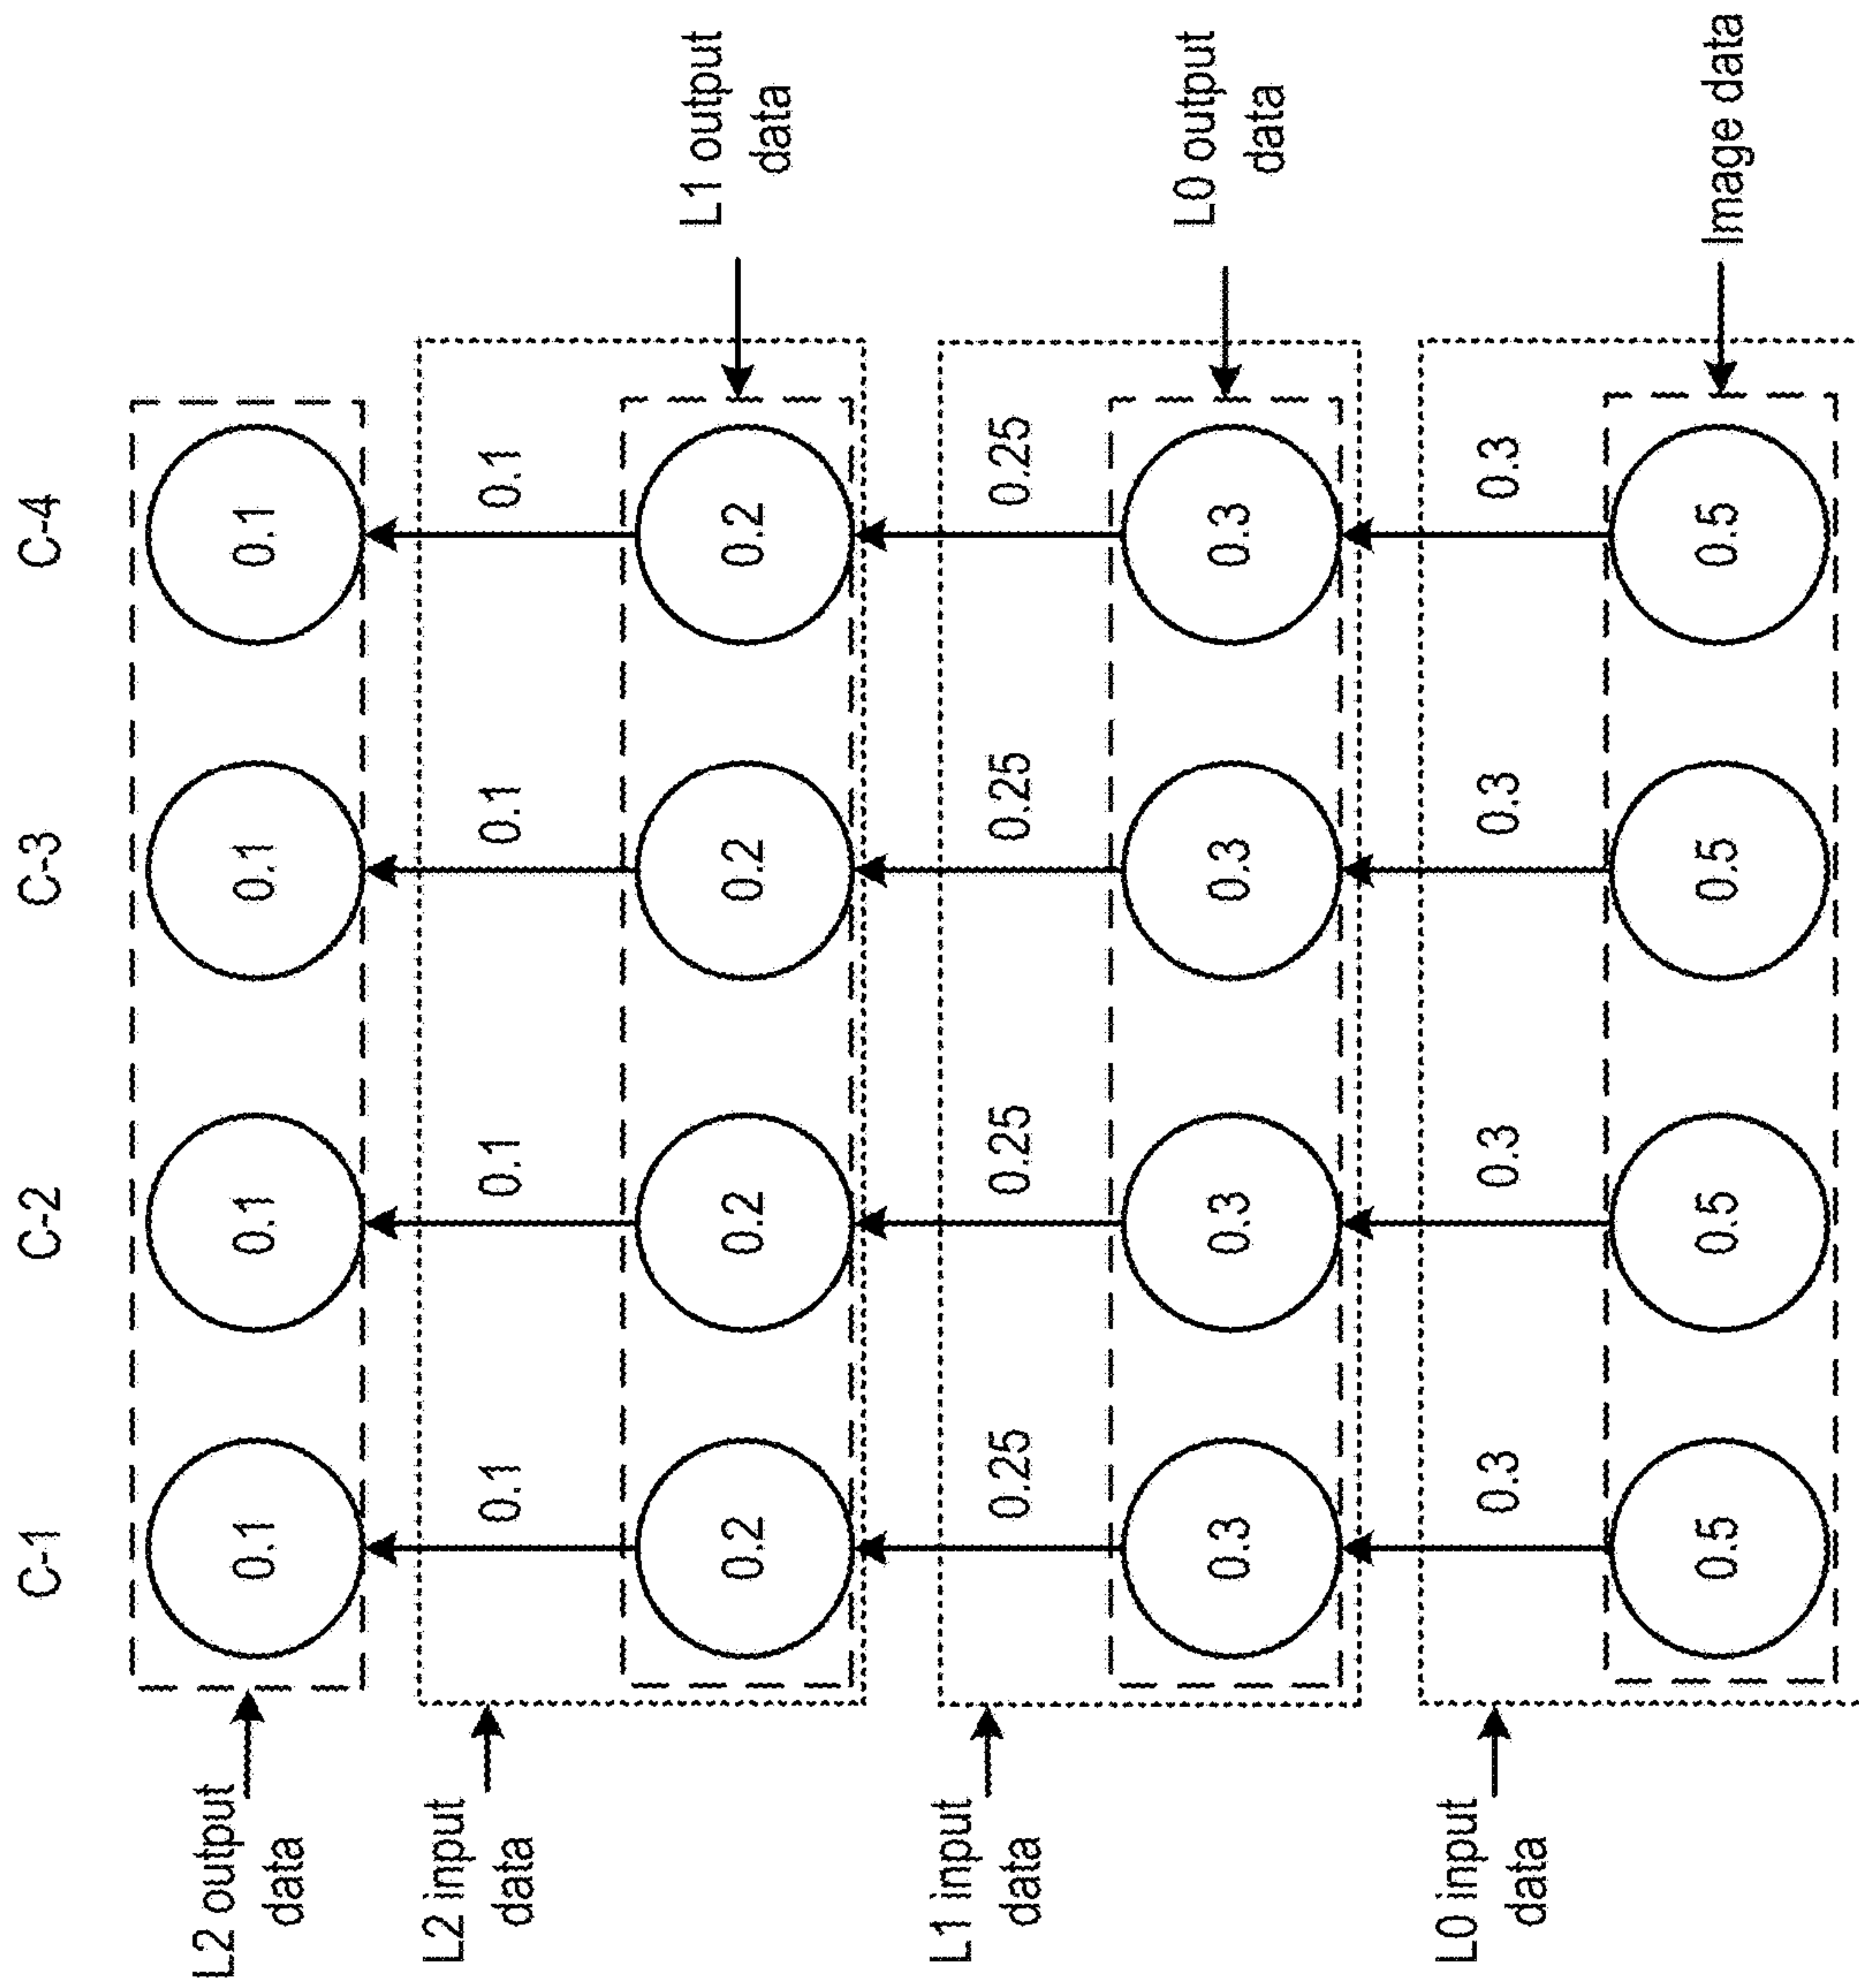 C-1 C-2 C-3 C-4
L2 output
data
0.1 0.1 0.1 0.1
L2 input
data
0.1 0.1 0.1 0.1
0.2 0.2 0.2 0.2
L1 output
data
L1 input
data
0.25 0.25 0.25 0.25
0.3 0.3 0.3 0.3
L0 output
data
L0 input
data
0.3 0.3 0.3 0.3
0.5 0.5 0.5 0.5
Image data